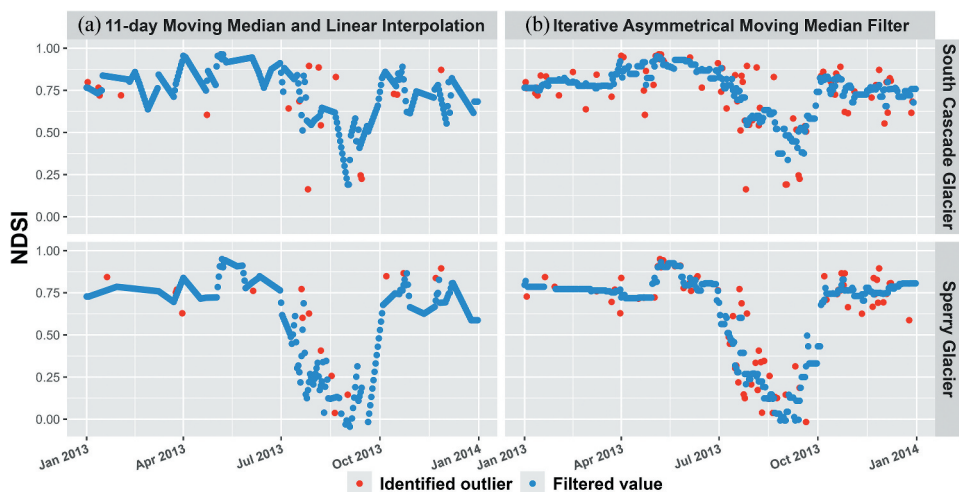 (a) 11-day Moving Median and Linear Interpolation
(b) Iterative Asymmetrical Moving Median Filter
NDSI
1.00
0.75
0.50
0.25
0.00
South Cascade Glacier
1.00
0.75
0.50
0.25
0.00
Sperry Glacier
Jan 2013
Apr 2013
Jul 2013
Oct 2013
Jan 2014
Jan 2013
Apr 2013
Jul 2013
Oct 2013
Jan 2014
Identified outlier
Filtered value